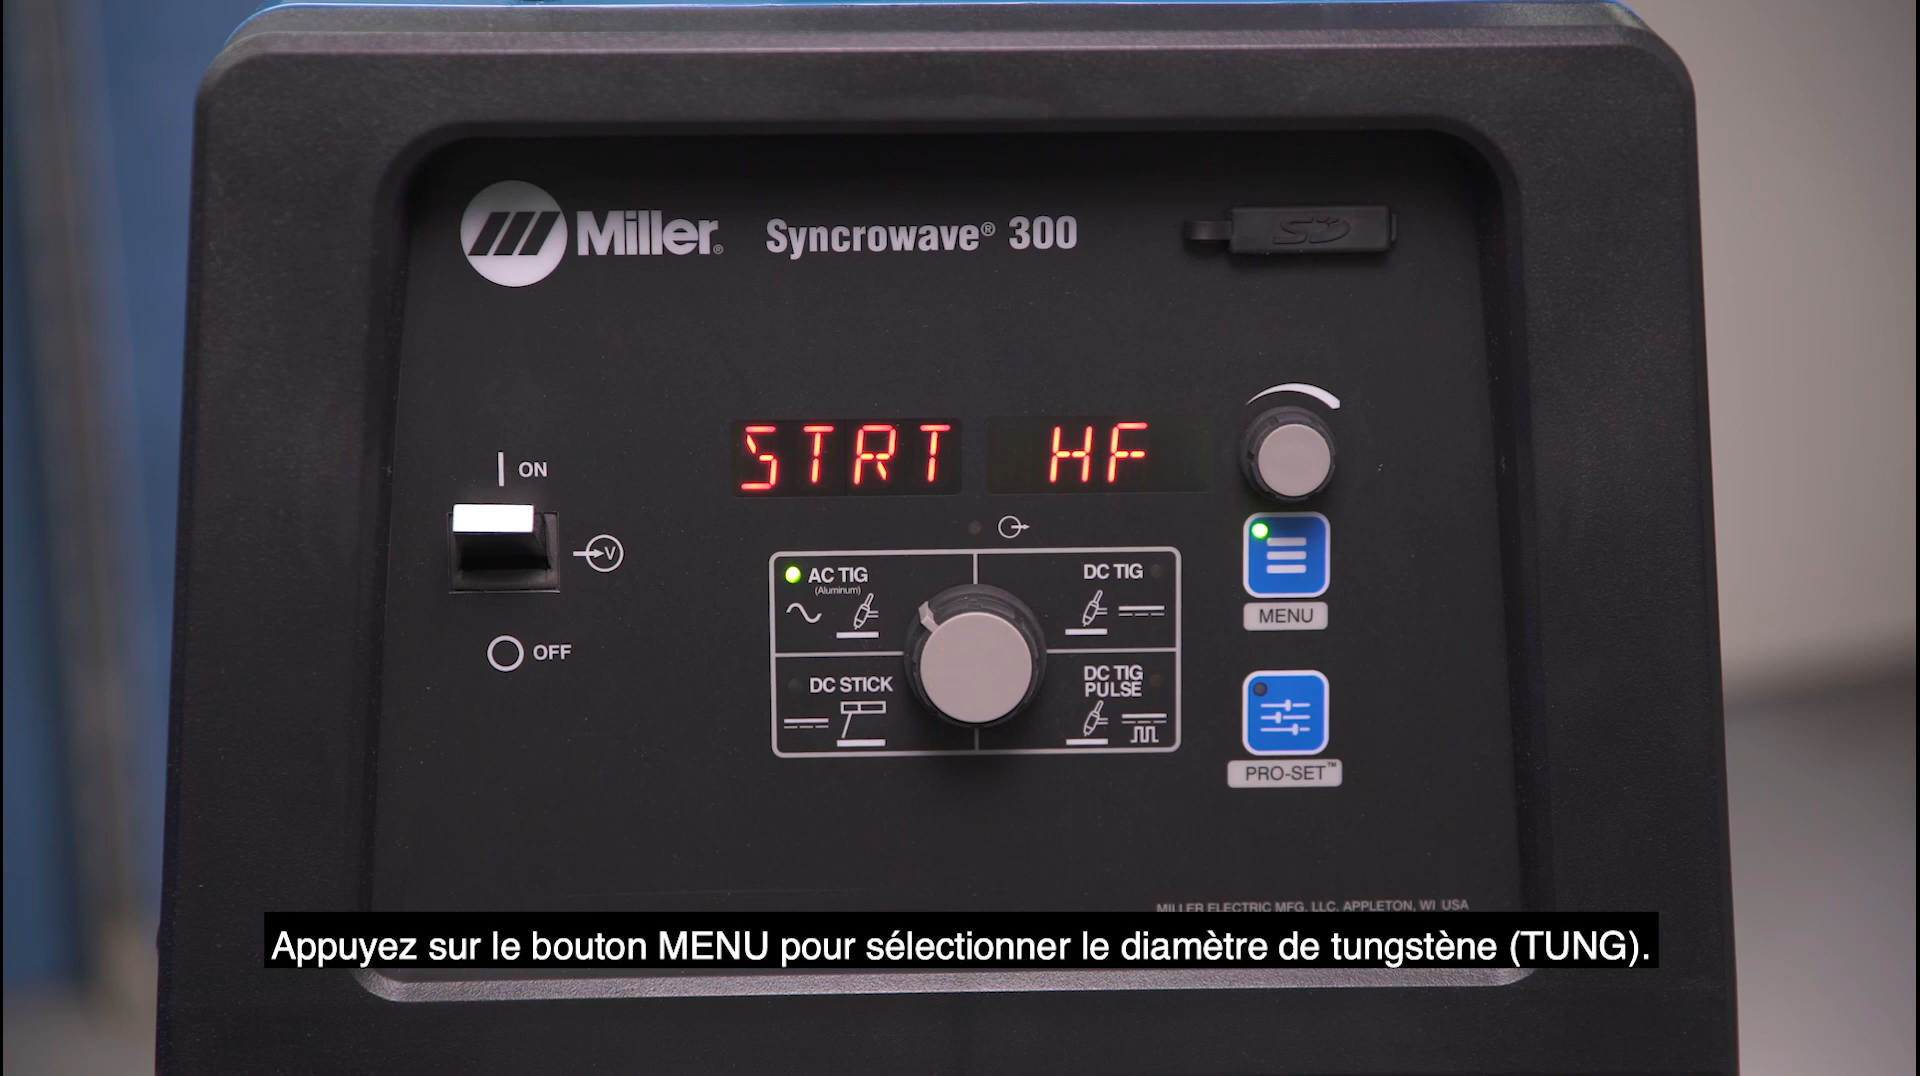 Miller® Syncrowave® 300
SD
STRT HF
ON
V
AC TIG
(Aluminum)
DC TIG
MENU
OFF
DC STICK
DC TIG
PULSE
PRO-SET™
MILLER ELECTRIC MFG. LLC. APPLETON, WI USA
Appuyez sur le bouton MENU pour sélectionner le diamètre de tungstène (TUNG).